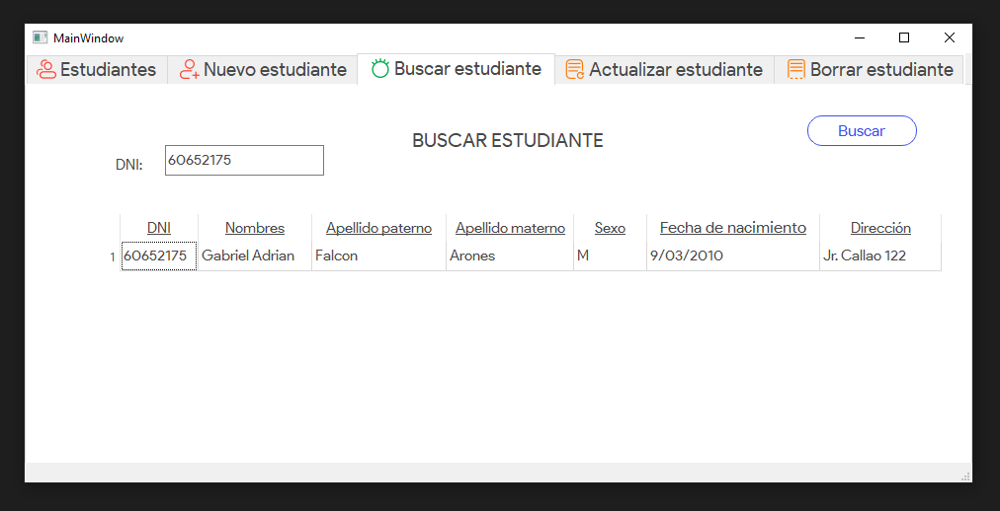 MainWindow
Estudiantes Nuevo estudiante Buscar estudiante Actualizar estudiante Borrar estudiante
BUSCAR ESTUDIANTE Buscar
DNI: 60652175
DNI Nombres Apellido paterno Apellido materno Sexo Fecha de nacimiento Dirección
1 60652175 Gabriel Adrian Falcon Arones M 9/03/2010 Jr. Callao 122